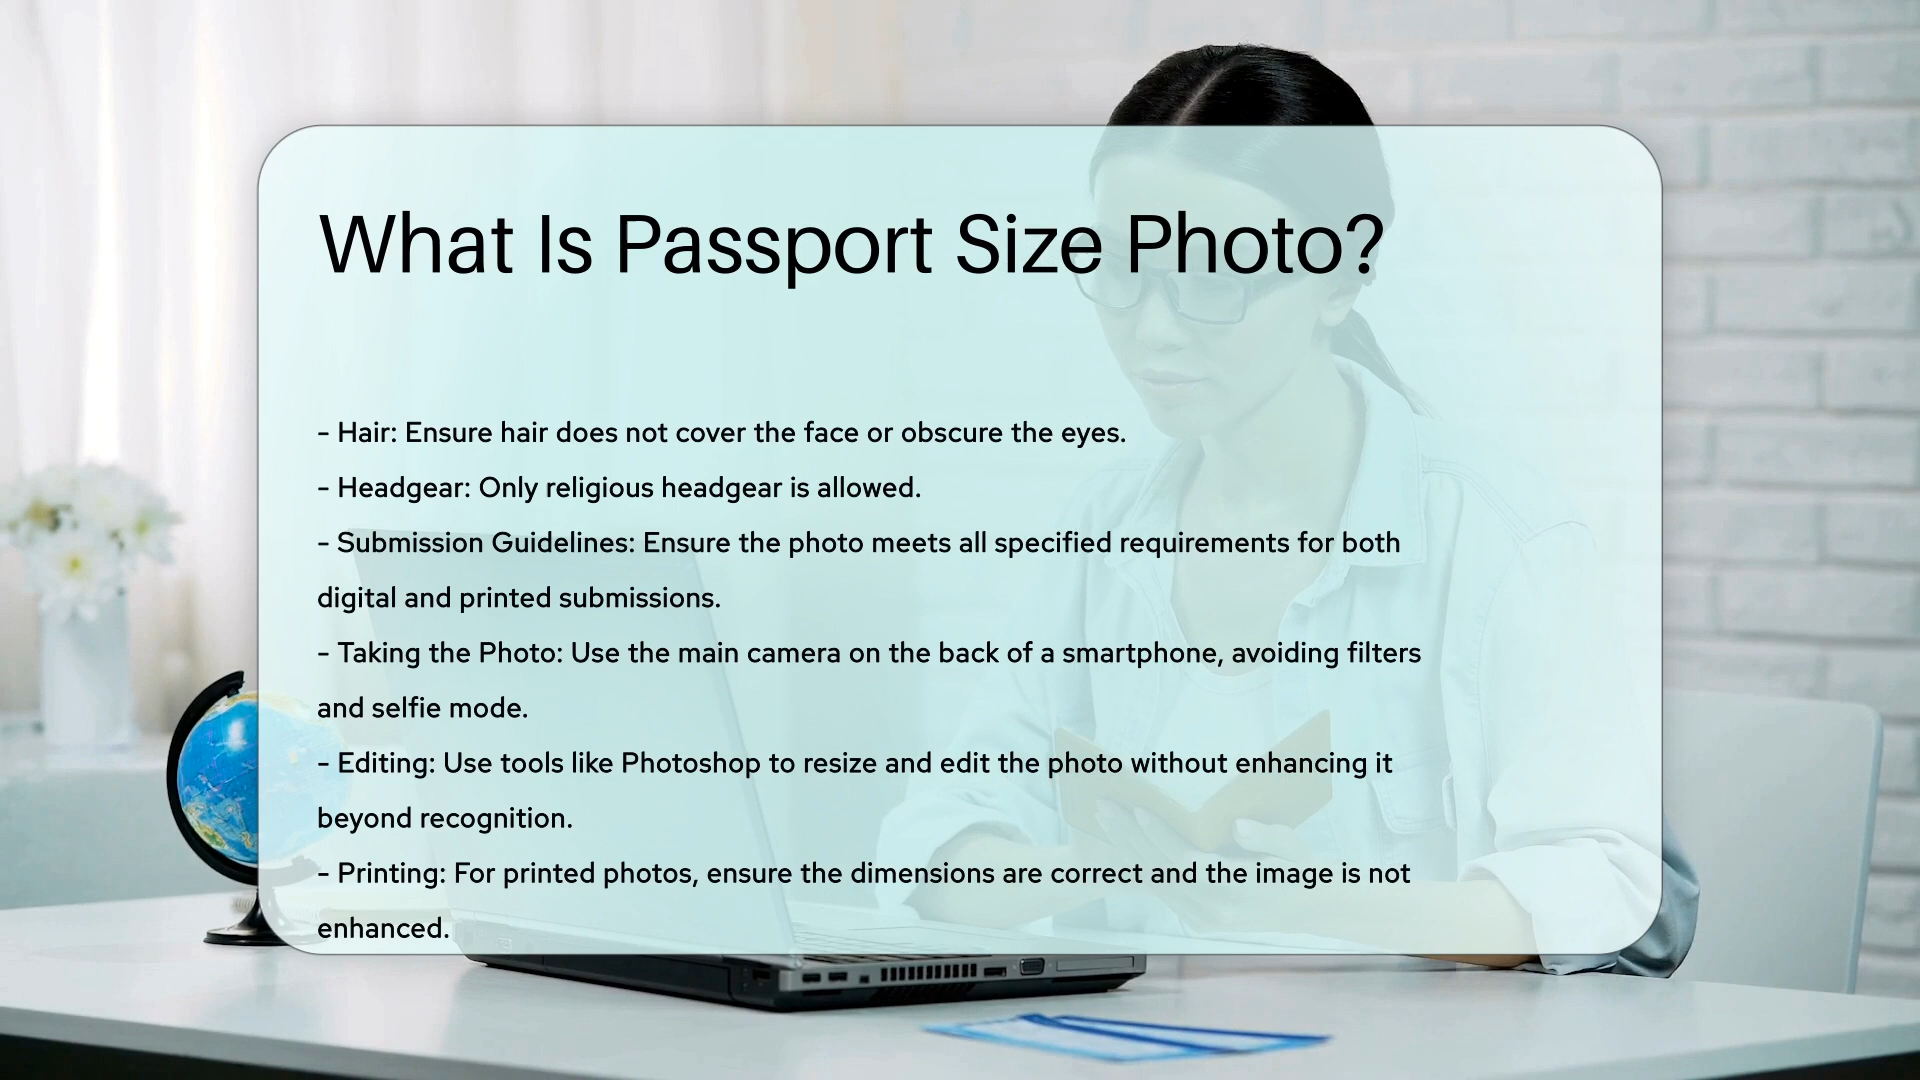 What Is Passport Size Photo?
- Hair: Ensure hair does not cover the face or obscure the eyes.
- Headgear: Only religious headgear is allowed.
- Submission Guidelines: Ensure the photo meets all specified requirements for both
digital and printed submissions.
- Taking the Photo: Use the main camera on the back of a smartphone, avoiding filters
and selfie mode.
- Editing: Use tools like Photoshop to resize and edit the photo without enhancing it
beyond recognition.
- Printing: For printed photos, ensure the dimensions are correct and the image is not
enhanced.